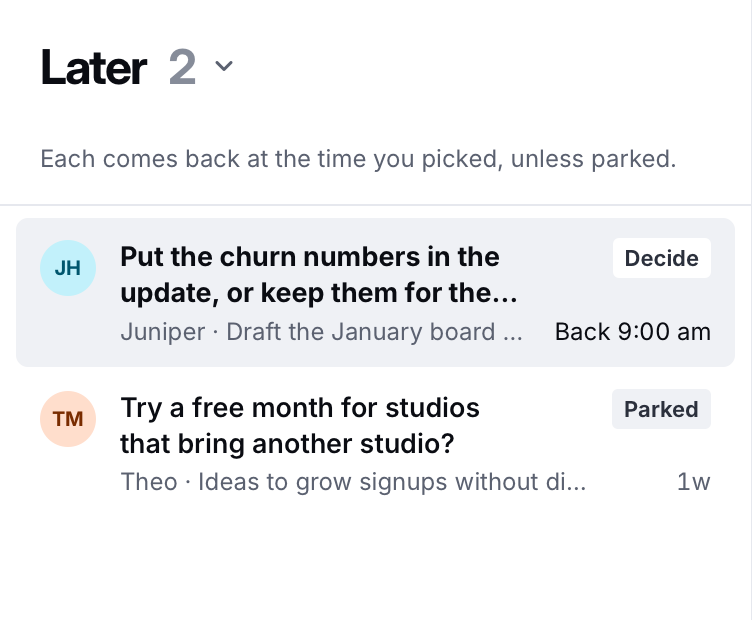 Later 2
Each comes back at the time you picked, unless parked.
JH
Put the churn numbers in the
update, or keep them for the...
Decide
Juniper · Draft the January board ...
Back 9:00 am
TM
Try a free month for studios
that bring another studio?
Parked
Theo · Ideas to grow signups without di...
1w